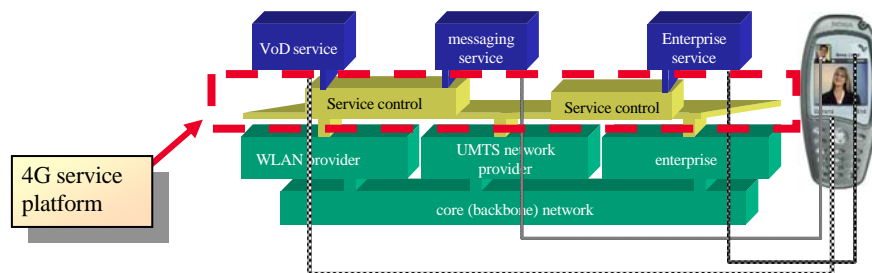 VoD service
messaging
service
Enterprise
service
Service control
Service control
WLAN provider
UMTS network
provider
enterprise
4G service
platform
core (backbone) network
NOKIA